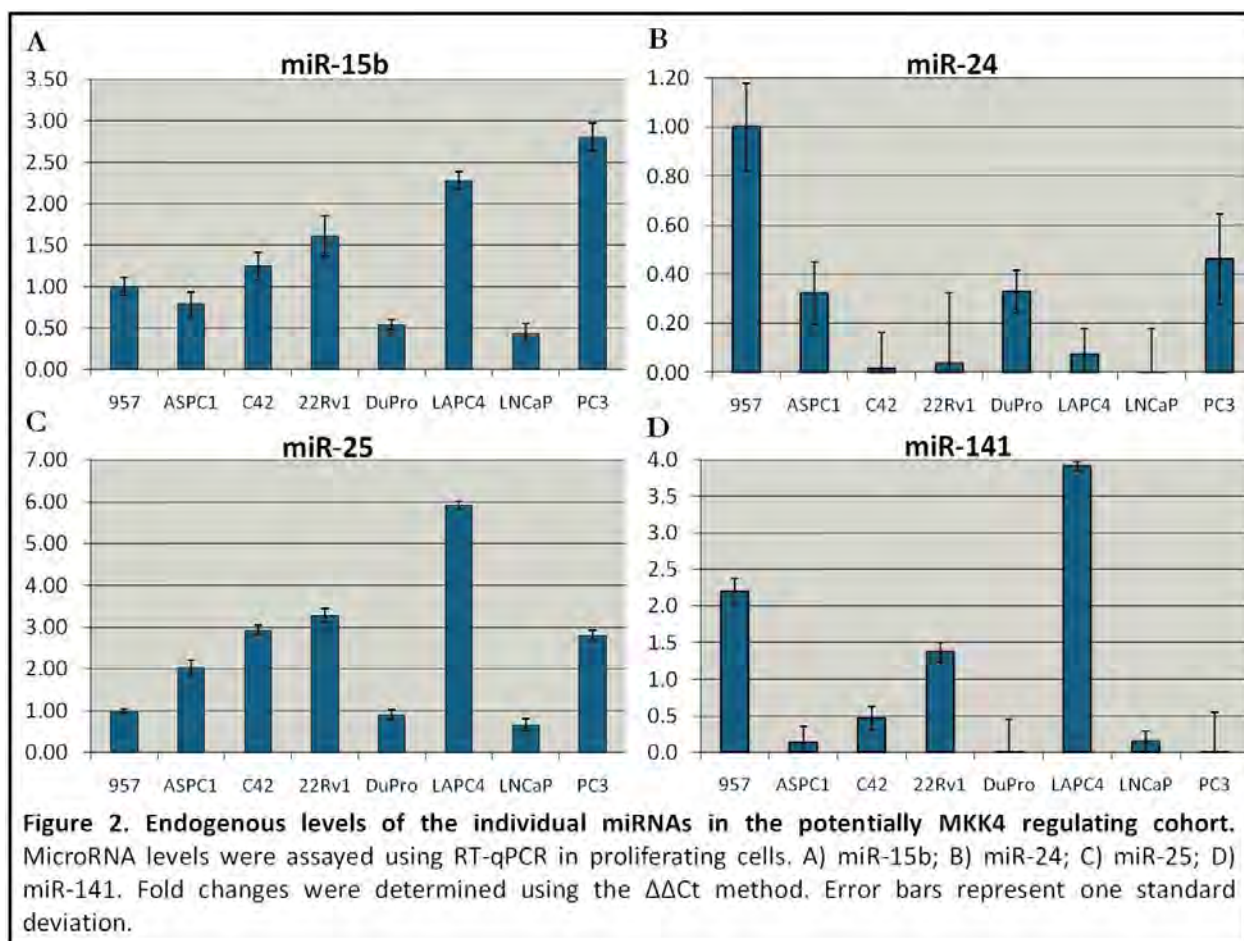 A
miR-15b
3.50
3.00
2.50
2.00
1.50
1.00
0.50
0.00
957 ASPC1 C42 22Rv1 DuPro LAPC4 LNCaP PC3
B
miR-24
1.20
1.00
0.80
0.60
0.40
0.20
0.00
957 ASPC1 C42 22Rv1 DuPro LAPC4 LNCaP PC3
C
miR-25
7.00
6.00
5.00
4.00
3.00
2.00
1.00
0.00
957 ASPC1 C42 22Rv1 DuPro LAPC4 LNCaP PC3
D
miR-141
4.0
3.5
3.0
2.5
2.0
1.5
1.0
0.5
0.0
957 ASPC1 C42 22Rv1 DuPro LAPC4 LNCaP PC3
Figure 2. Endogenous levels of the individual miRNAs in the potentially MKK4 regulating cohort.
MicroRNA levels were assayed using RT-qPCR in proliferating cells. A) miR-15b; B) miR-24; C) miR-25; D)
miR-141. Fold changes were determined using the ΔΔCt method. Error bars represent one standard
deviation.